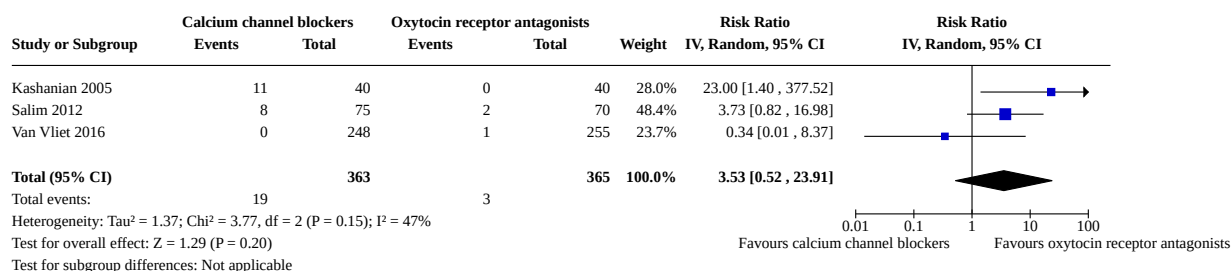 Calcium channel blockers Oxytocin receptor antagonists Risk Ratio Risk Ratio
Study or Subgroup Events Total Events Total Weight IV, Random, 95% CI IV, Random, 95% CI
Kashanian 2005 11 40 0 40 28.0% 23.00 [1.40 , 377.52]
Salim 2012 8 75 2 70 48.4% 3.73 [0.82 , 16.98]
Van Vliet 2016 0 248 1 255 23.7% 0.34 [0.01 , 8.37]
Total (95% CI) 363 365 100.0% 3.53 [0.52 , 23.91]
Total events: 19 3
Heterogeneity: Tau² = 1.37; Chi² = 3.77, df = 2 (P = 0.15); I² = 47%
0.01 0.1 1 10 100
Test for overall effect: Z = 1.29 (P = 0.20) Favours calcium channel blockers Favours oxytocin receptor antagonists
Test for subgroup differences: Not applicable